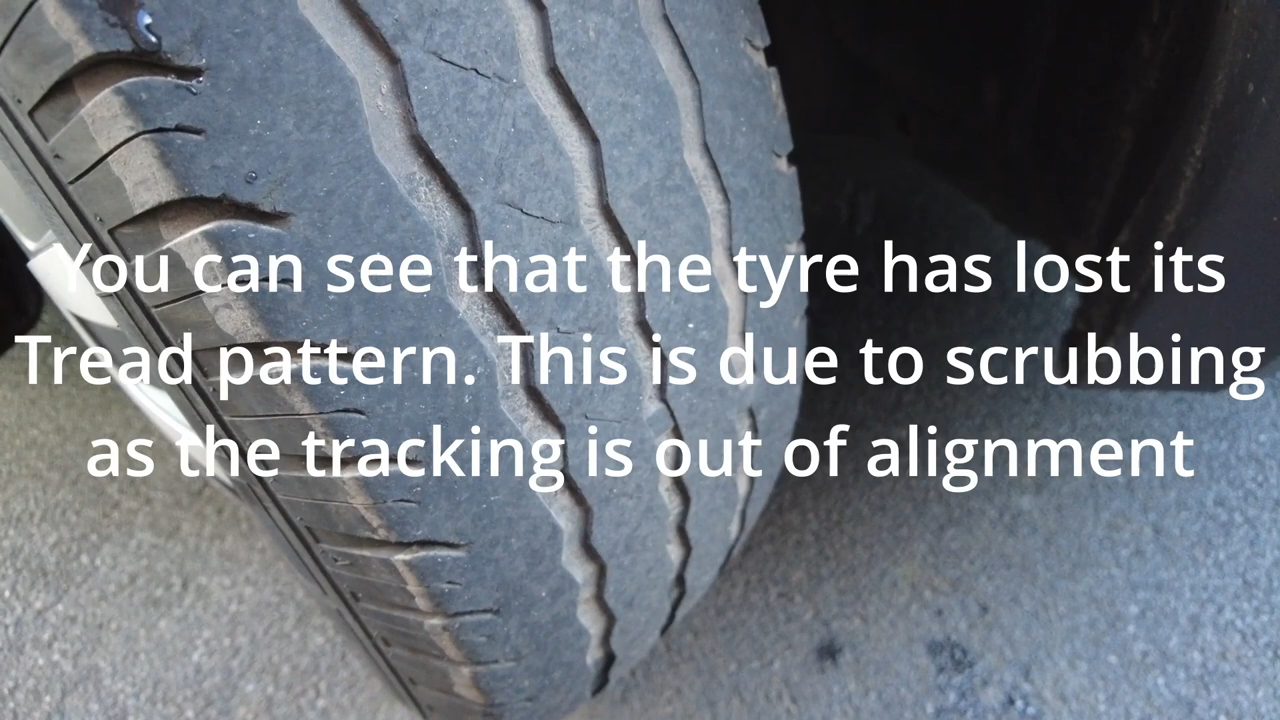 You can see that the tyre has lost its
Tread pattern. This is due to scrubbing
as the tracking is out of alignment